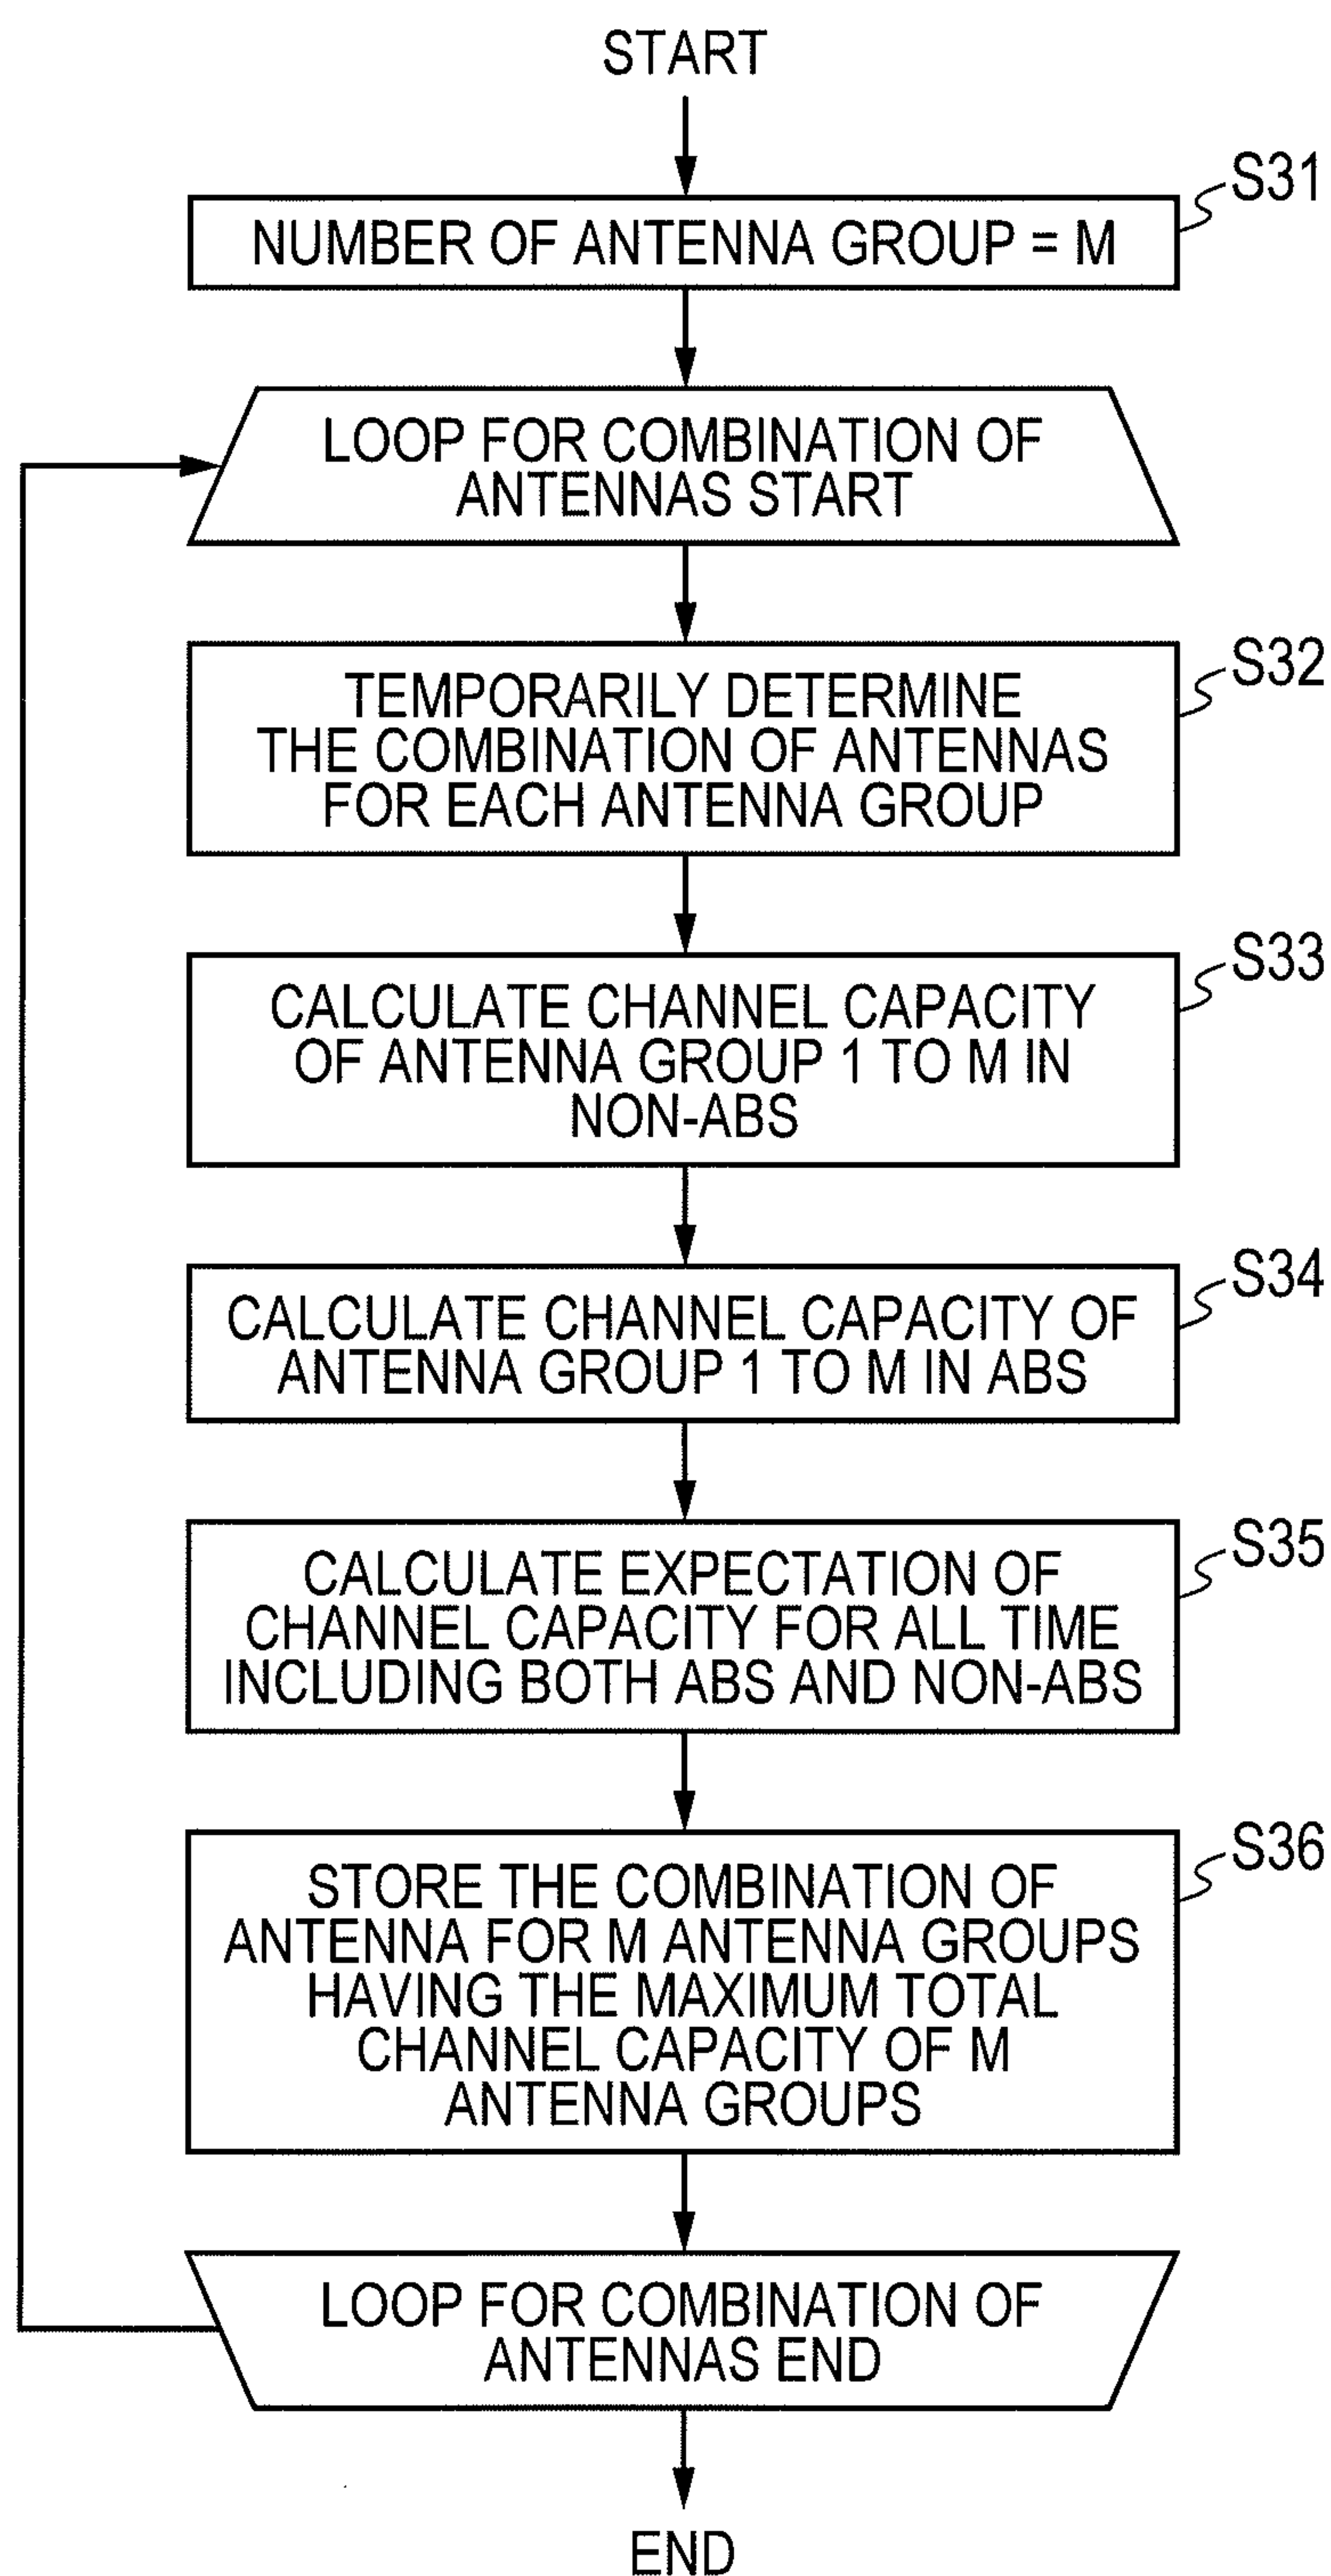 START
S31
NUMBER OF ANTENNA GROUP = M
LOOP FOR COMBINATION OF
ANTENNAS START
S32
TEMPORARILY DETERMINE
THE COMBINATION OF ANTENNAS
FOR EACH ANTENNA GROUP
S33
CALCULATE CHANNEL CAPACITY
OF ANTENNA GROUP 1 TO M IN
NON-ABS
S34
CALCULATE CHANNEL CAPACITY OF
ANTENNA GROUP 1 TO M IN ABS
S35
CALCULATE EXPECTATION OF
CHANNEL CAPACITY FOR ALL TIME
INCLUDING BOTH ABS AND NON-ABS
S36
STORE THE COMBINATION OF
ANTENNA FOR M ANTENNA GROUPS
HAVING THE MAXIMUM TOTAL
CHANNEL CAPACITY OF M
ANTENNA GROUPS
LOOP FOR COMBINATION OF
ANTENNAS END
END